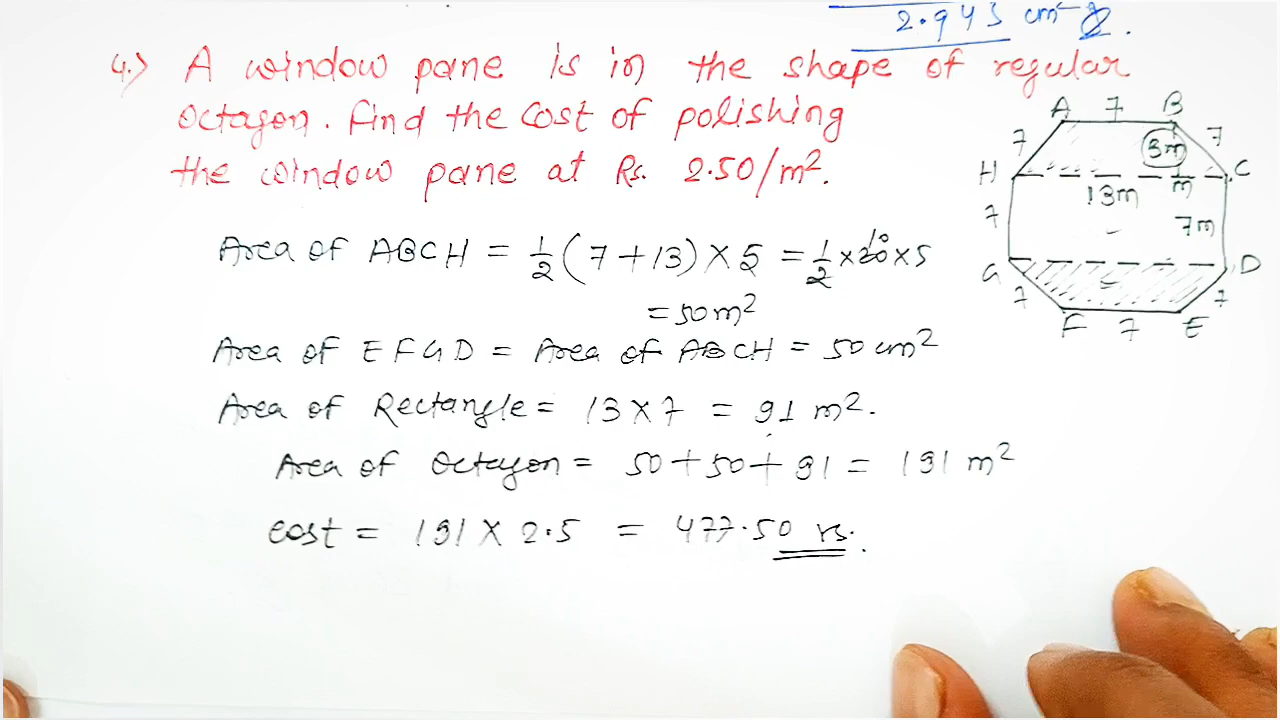 2.943 cm²
4.) A window pane is in the shape of regular
octagon. Find the cost of polishing
the window pane at Rs. 2.50/m².
A 7 B
7 3m 7
H 13m m C
7 7m
G D
7 7
F 7 E
Area of ABCH = 1/2 (7+13) × 5 = 1/2 × 20 10 × 5
= 50 m²
Area of EFGD = Area of ABCH = 50 cm²
Area of Rectangle = 13 × 7 = 91 m².
Area of octagon = 50 + 50 + 91 = 191 m²
cost = 191 × 2.5 = 477.50 rs.